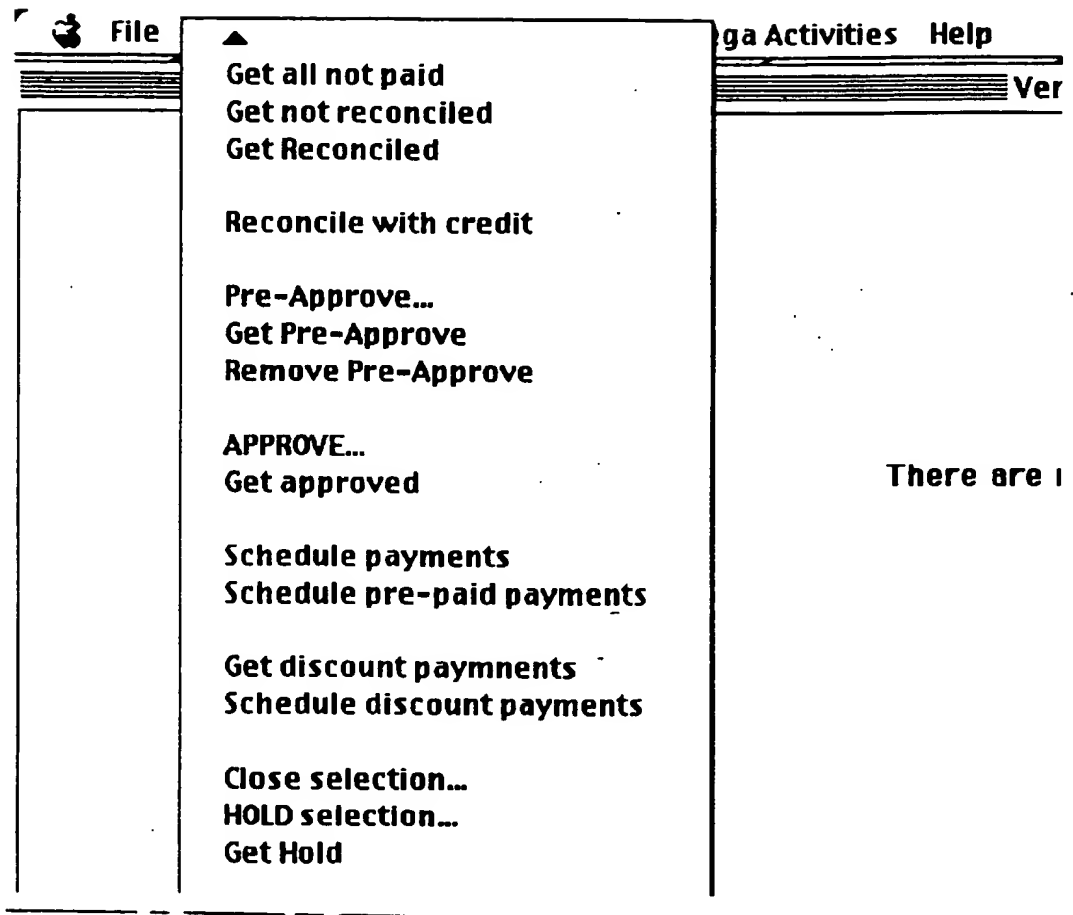 File ga Activities Help
Ver
Get all not paid
Get not reconciled
Get Reconciled
Reconcile with credit
Pre-Approve...
Get Pre-Approve
Remove Pre-Approve
APPROVE...
Get approved
There are
Schedule payments
Schedule pre-paid payments
Get discount paymnents
Schedule discount payments
Close selection...
HOLD selection...
Get Hold